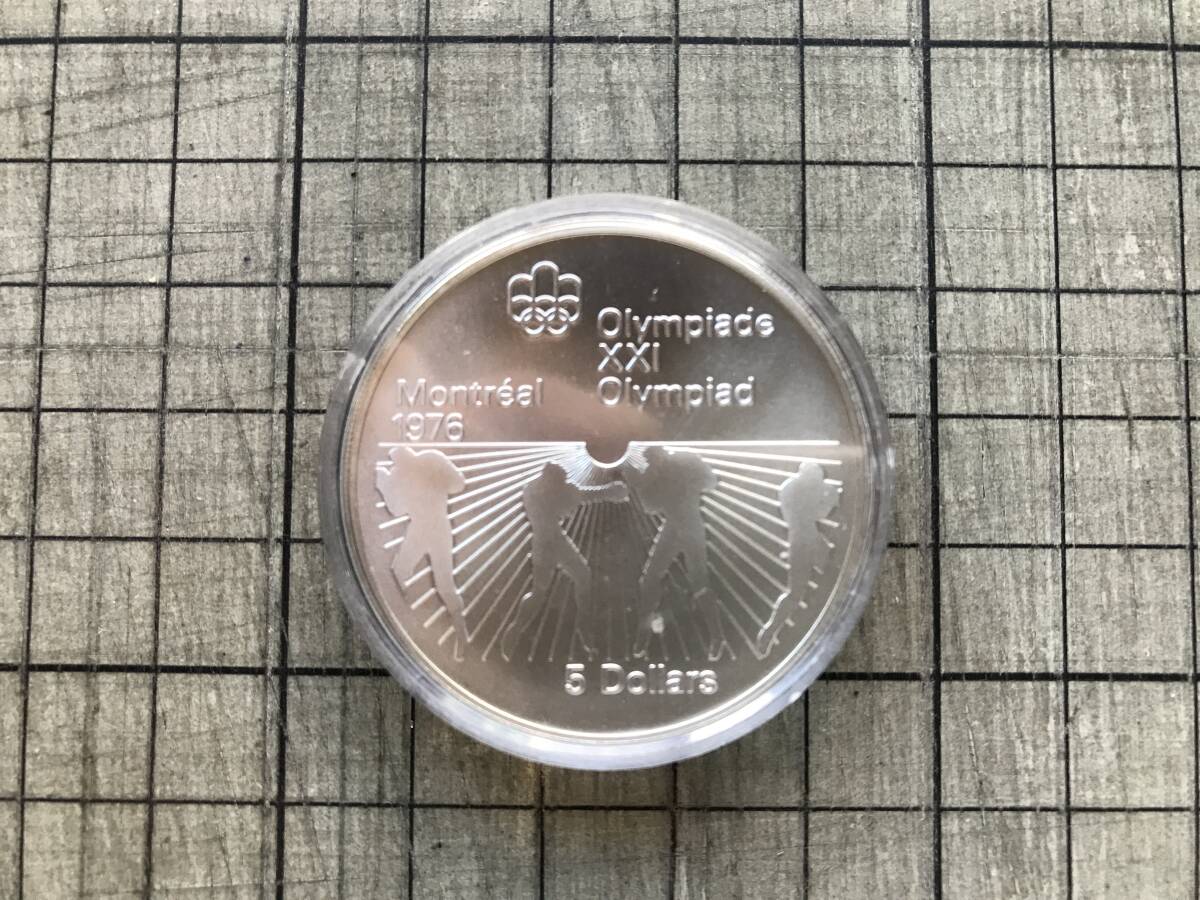 Olympiade
XXI
Olympiad
Montréal
1976
5 Dollars